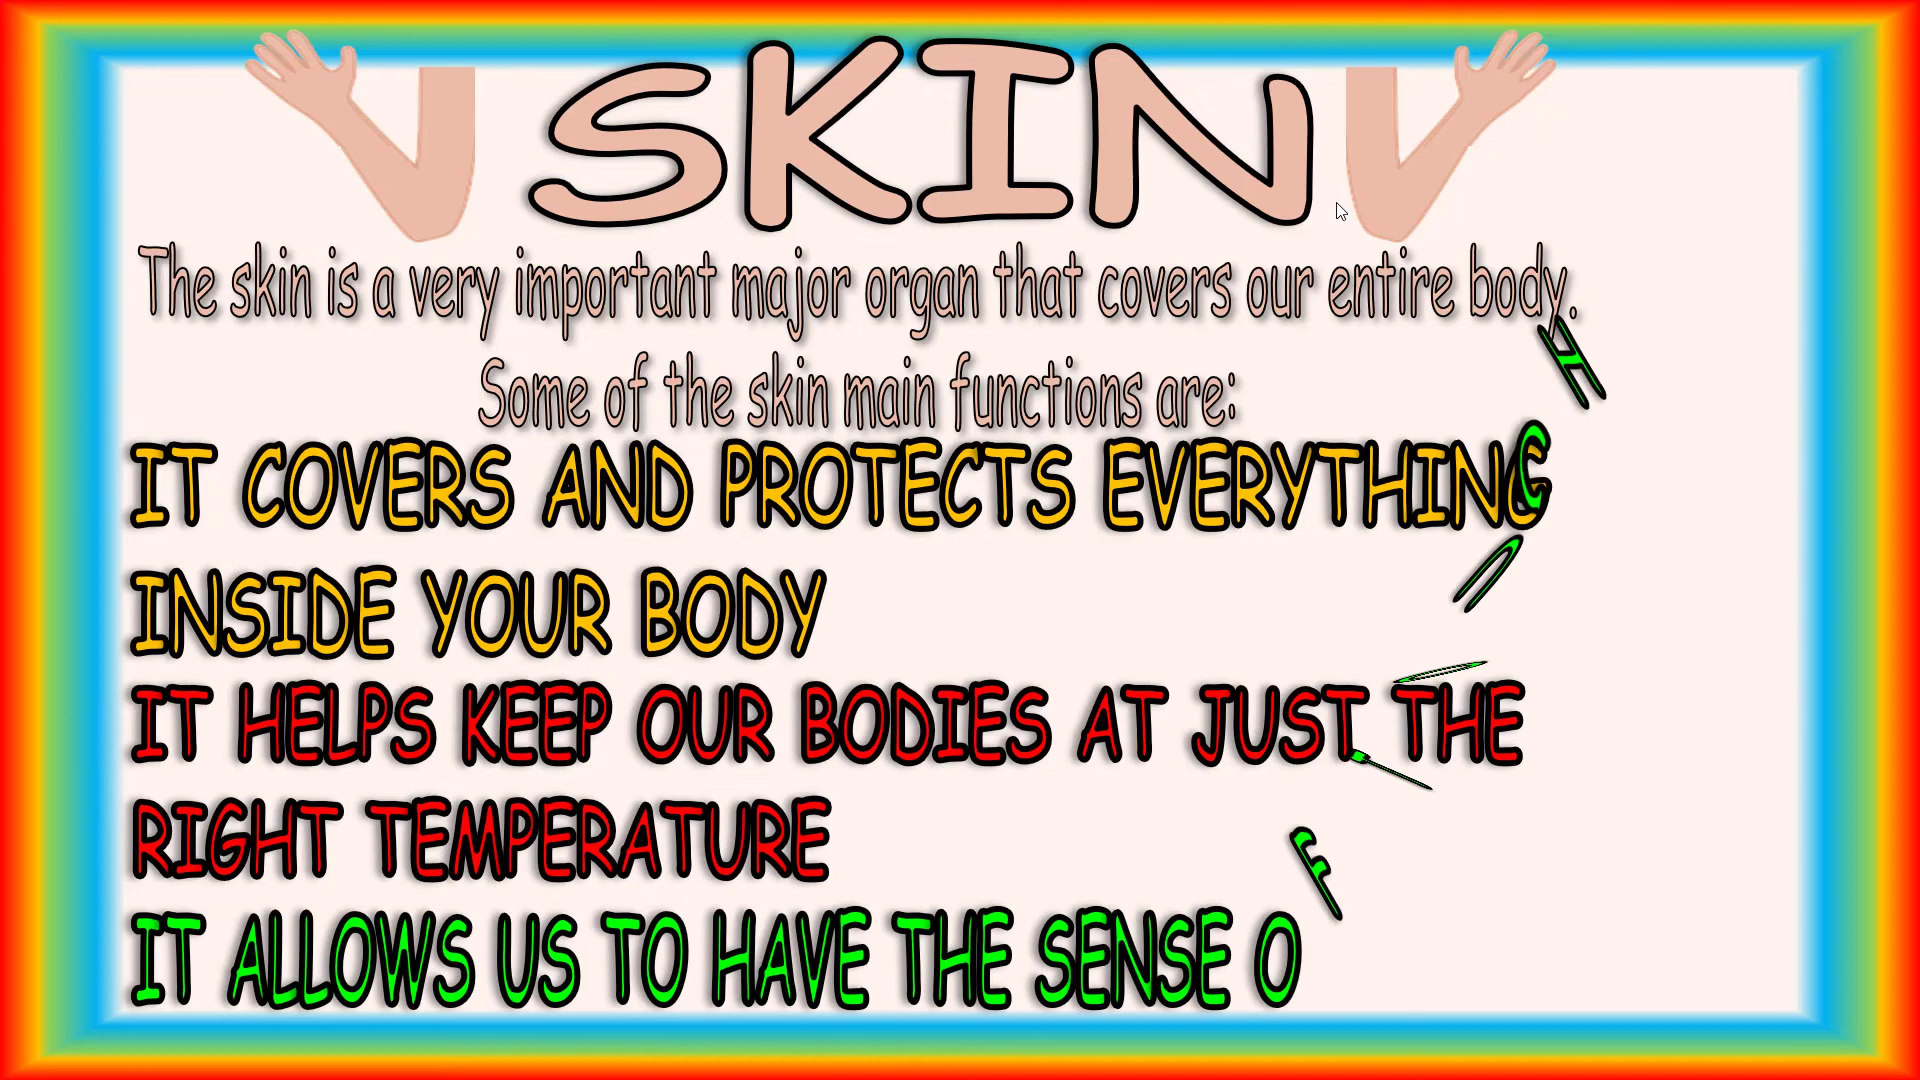 SKIN
The skin is a very important major organ that covers our entire body.
Some of the skin main functions are:
IT COVERS AND PROTECTS EVERYTHING
INSIDE YOUR BODY
IT HELPS KEEP OUR BODIES AT JUST THE
RIGHT TEMPERATURE
IT ALLOWS US TO HAVE THE SENSE O